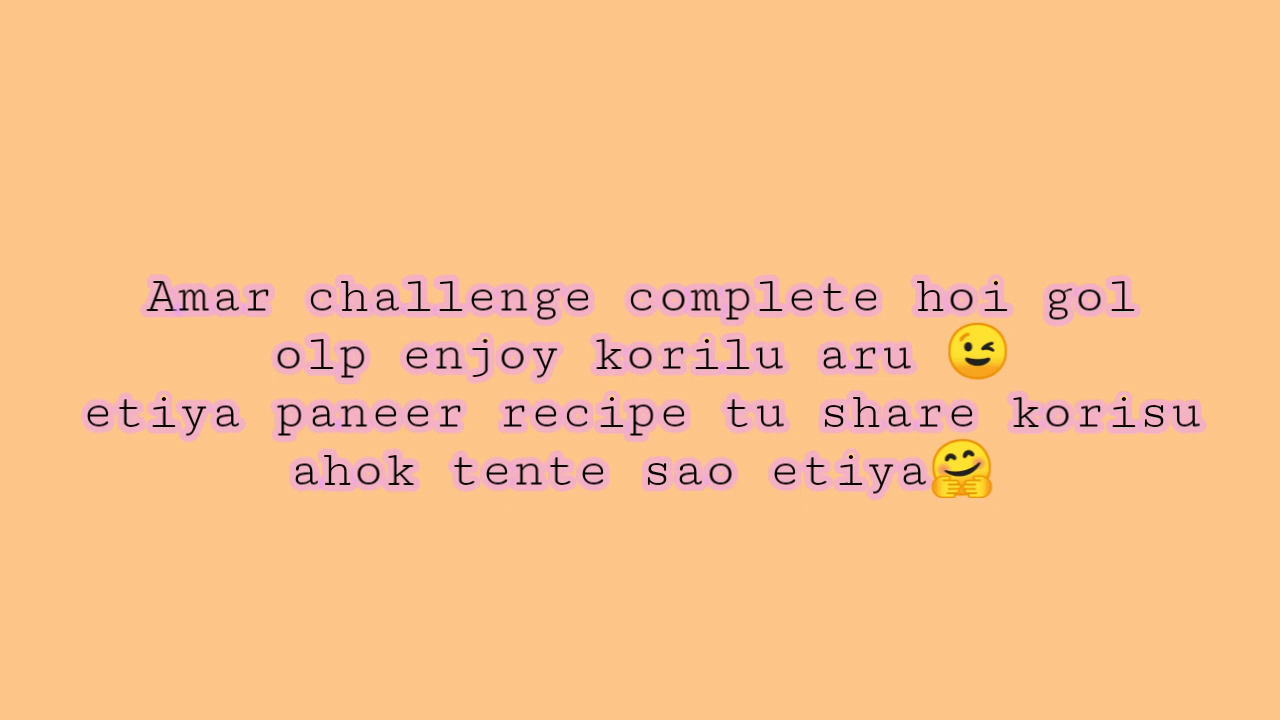 Amar challenge complete hoi gol
olp enjoy korilu aru 😉
etiya paneer recipe tu share korisu
ahok tente sao etiya🤗